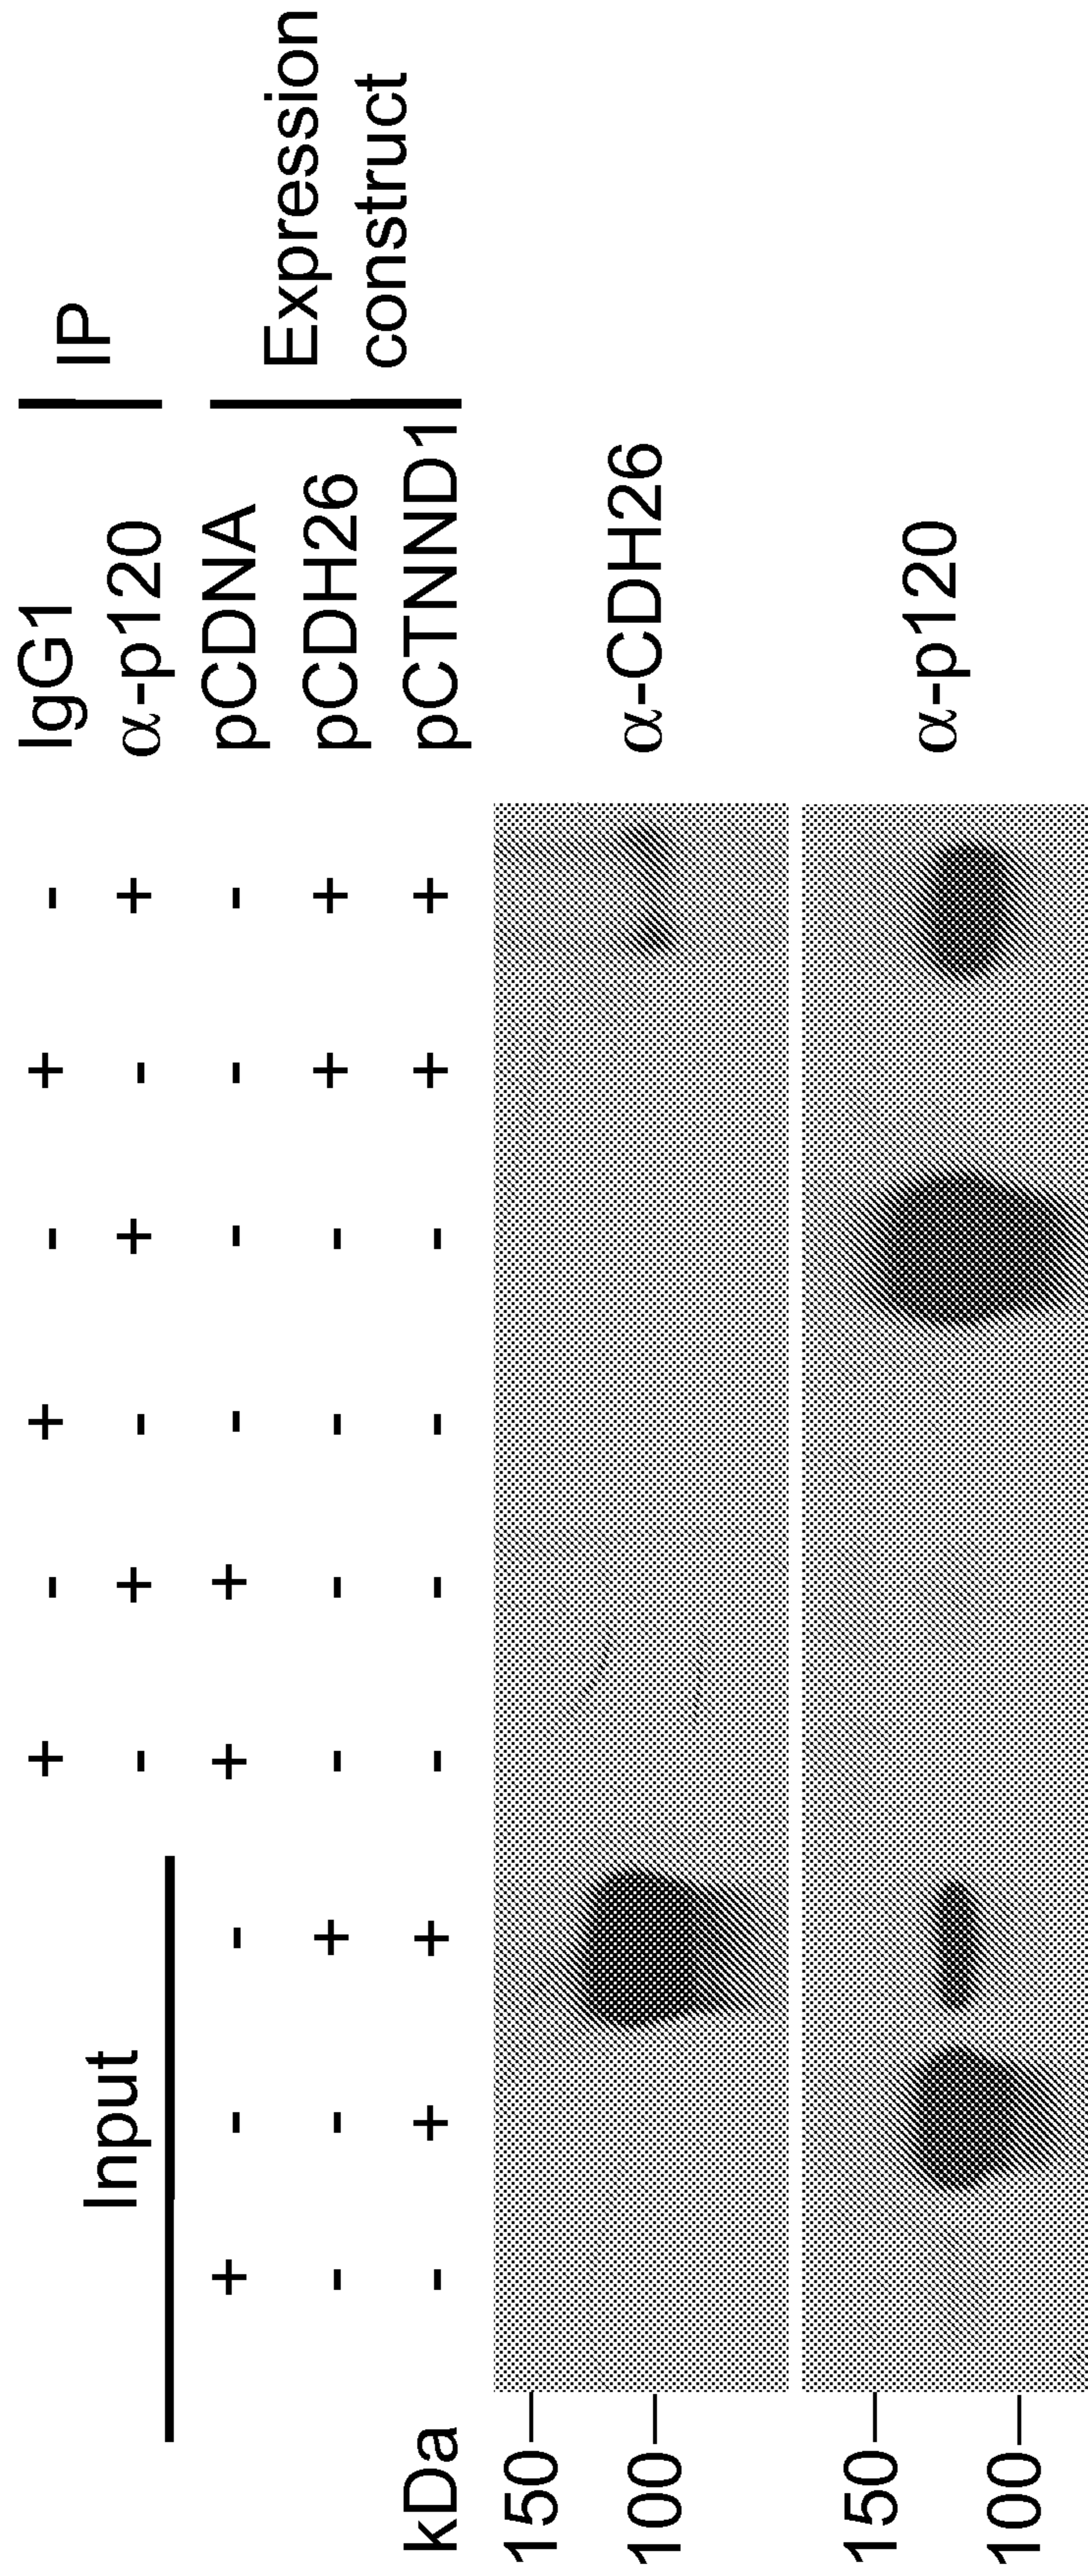 + - + - + - IgG1
IP
Input - + - + - + α-p120
+ - - + + - - - - pCDNA
Expression
- - + - - - - + + pCDH26
construct
kDa - + + - - - - + + pCTNND1
150
α-CDH26
100
150
α-p120
100